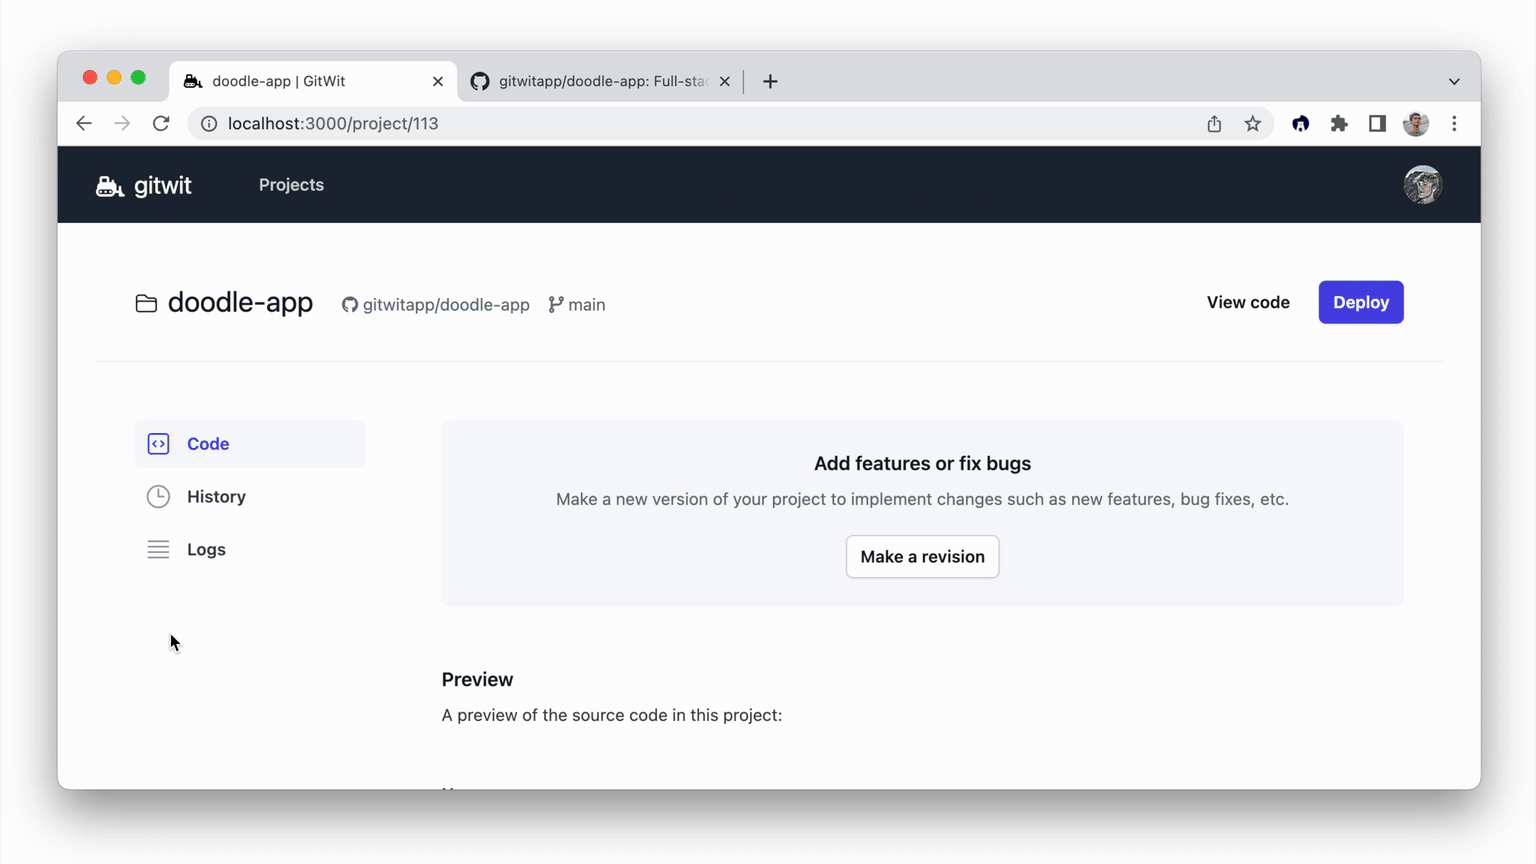 doodle-app | GitWit
gitwitapp/doodle-app: Full-sta
localhost:3000/project/113
gitwit
Projects
doodle-app
gitwitapp/doodle-app
main
View code
Deploy
Code
History
Logs
Add features or fix bugs
Make a new version of your project to implement changes such as new features, bug fixes, etc.
Make a revision
Preview
A preview of the source code in this project: